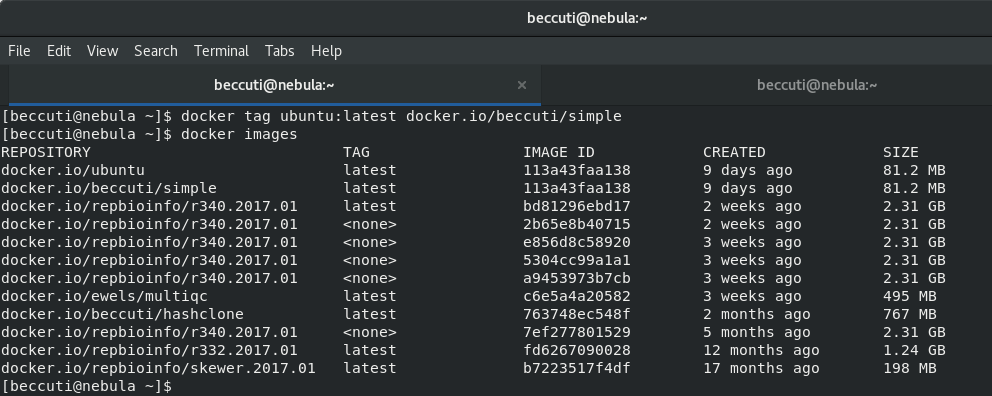 beccuti@nebula:~
File Edit View Search Terminal Tabs Help
beccuti@nebula:~ × beccuti@nebula:~
[beccuti@nebula ~]$ docker tag ubuntu:latest docker.io/beccuti/simple
[beccuti@nebula ~]$ docker images
REPOSITORY TAG IMAGE ID CREATED SIZE
docker.io/ubuntu latest 113a43faa138 9 days ago 81.2 MB
docker.io/beccuti/simple latest 113a43faa138 9 days ago 81.2 MB
docker.io/repbioinfo/r340.2017.01 latest bd81296ebd17 2 weeks ago 2.31 GB
docker.io/repbioinfo/r340.2017.01 <none> 2b65e8b40715 2 weeks ago 2.31 GB
docker.io/repbioinfo/r340.2017.01 <none> e856d8c58920 3 weeks ago 2.31 GB
docker.io/repbioinfo/r340.2017.01 <none> 5304cc99a1a1 3 weeks ago 2.31 GB
docker.io/repbioinfo/r340.2017.01 <none> a9453973b7cb 3 weeks ago 2.31 GB
docker.io/ewels/multiqc latest c6e5a4a20582 3 weeks ago 495 MB
docker.io/beccuti/hashclone latest 763748ec548f 2 months ago 767 MB
docker.io/repbioinfo/r340.2017.01 <none> 7ef277801529 5 months ago 2.31 GB
docker.io/repbioinfo/r332.2017.01 latest fd6267090028 12 months ago 1.24 GB
docker.io/repbioinfo/skewer.2017.01 latest b7223517f4df 17 months ago 198 MB
[beccuti@nebula ~]$